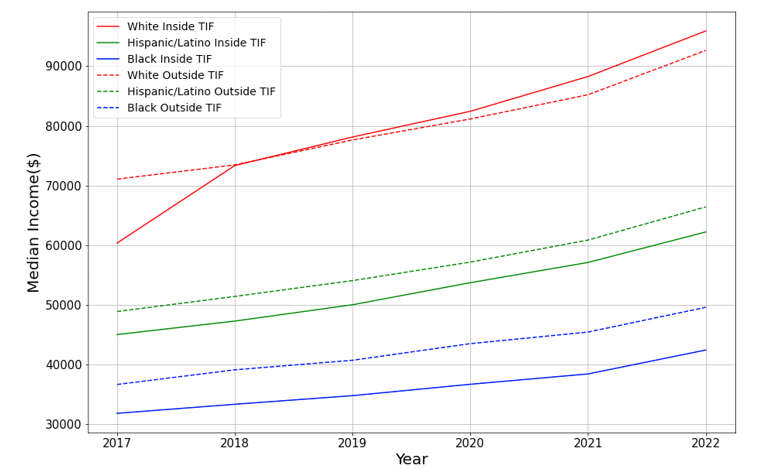 White Inside TIF
Hispanic/Latino Inside TIF
Black Inside TIF
White Outside TIF
Hispanic/Latino Outside TIF
Black Outside TIF
Median Income($)
90000
80000
70000
60000
50000
40000
30000
2017 2018 2019 2020 2021 2022
Year